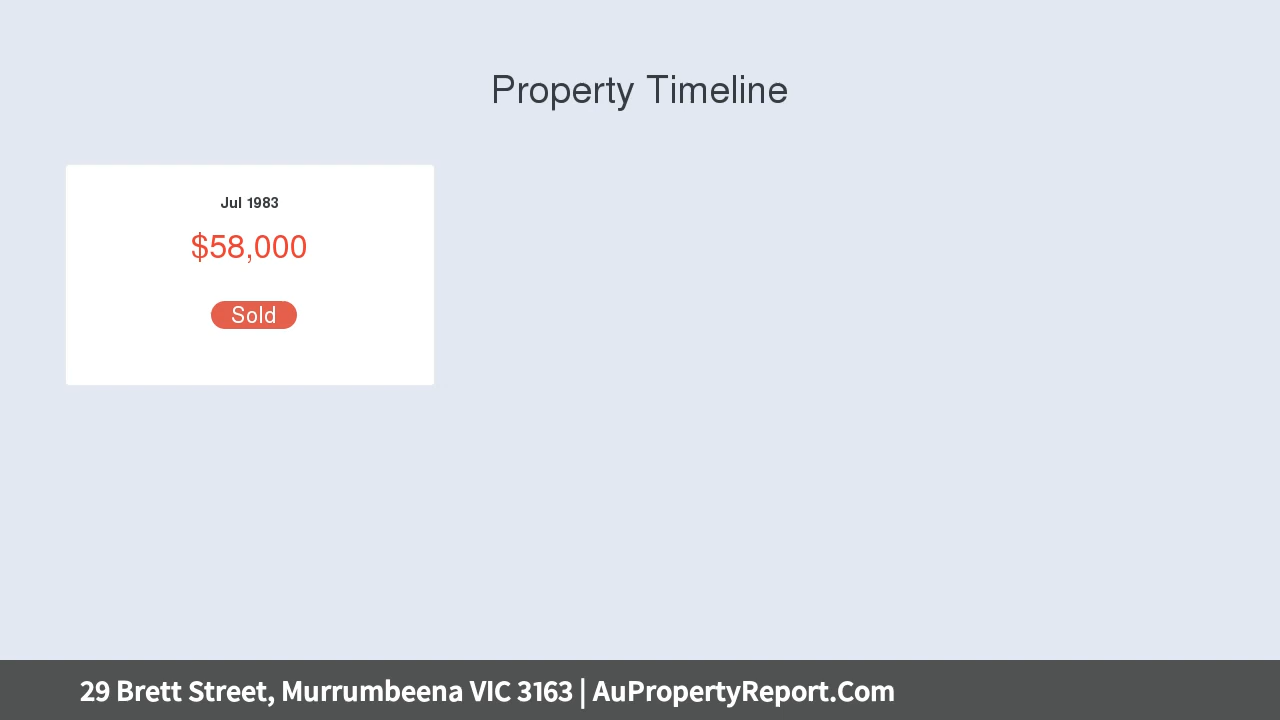 Property Timeline
Jul 1983
$58,000
Sold
29 Brett Street, Murrumbeena VIC 3163 | AuPropertyReport.Com